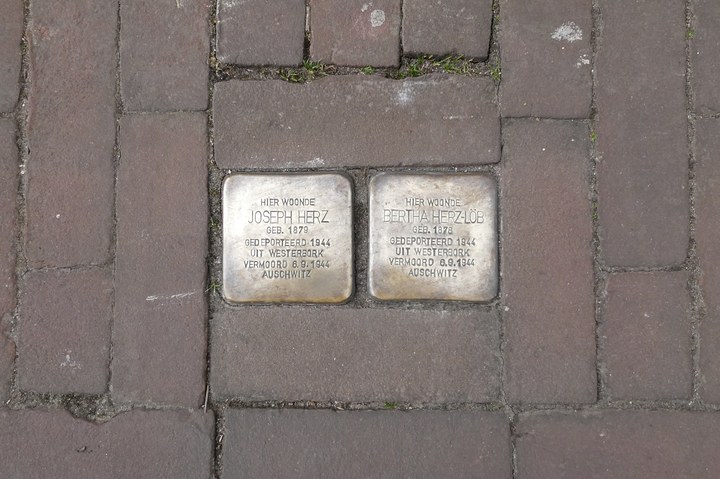 HIER WOONDE
JOSEPH HERZ
GEB. 1879
GEDEPORTEERD 1944
UIT WESTERBORK
VERMOORD 6.9.1944
AUSCHWITZ
HIER WOONDE
BERTHA HERZ-LÖB
GEB. 1878
GEDEPORTEERD 1944
UIT WESTERBORK
VERMOORD 6.9.1944
AUSCHWITZ